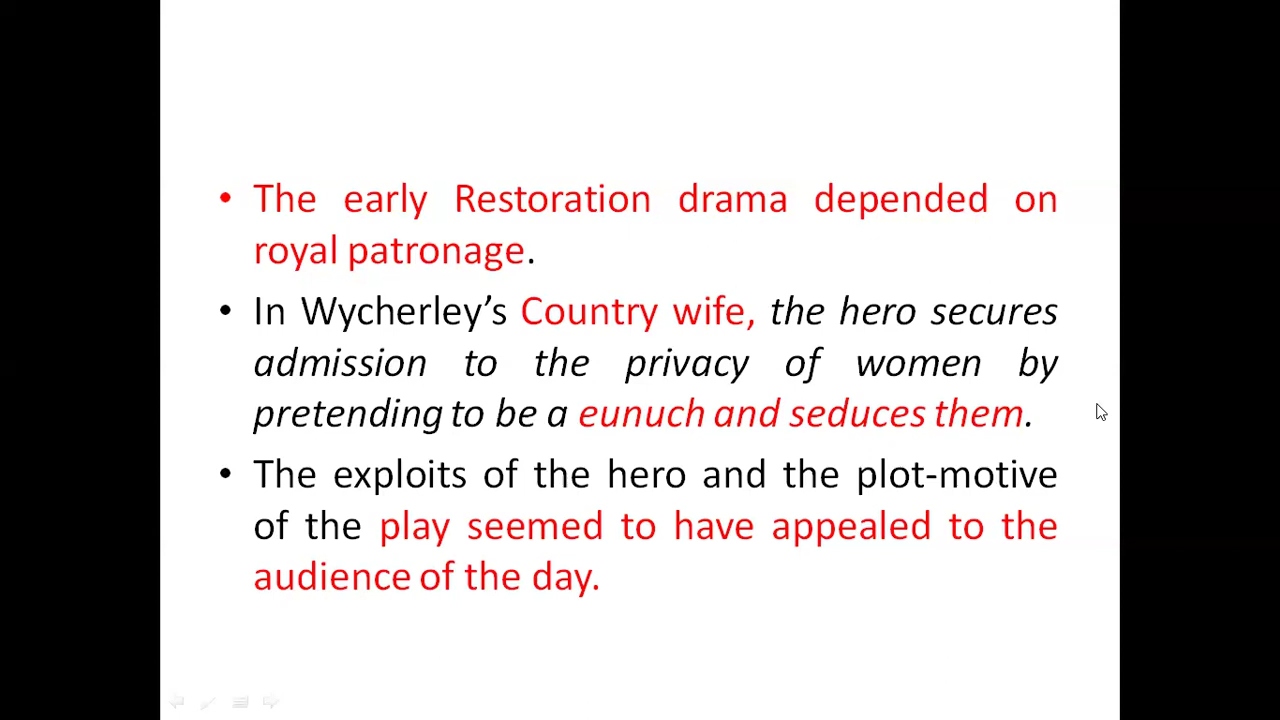 • The early Restoration drama depended on
royal patronage.
• In Wycherley’s Country wife, the hero secures
admission to the privacy of women by
pretending to be a eunuch and seduces them.
• The exploits of the hero and the plot-motive
of the play seemed to have appealed to the
audience of the day.